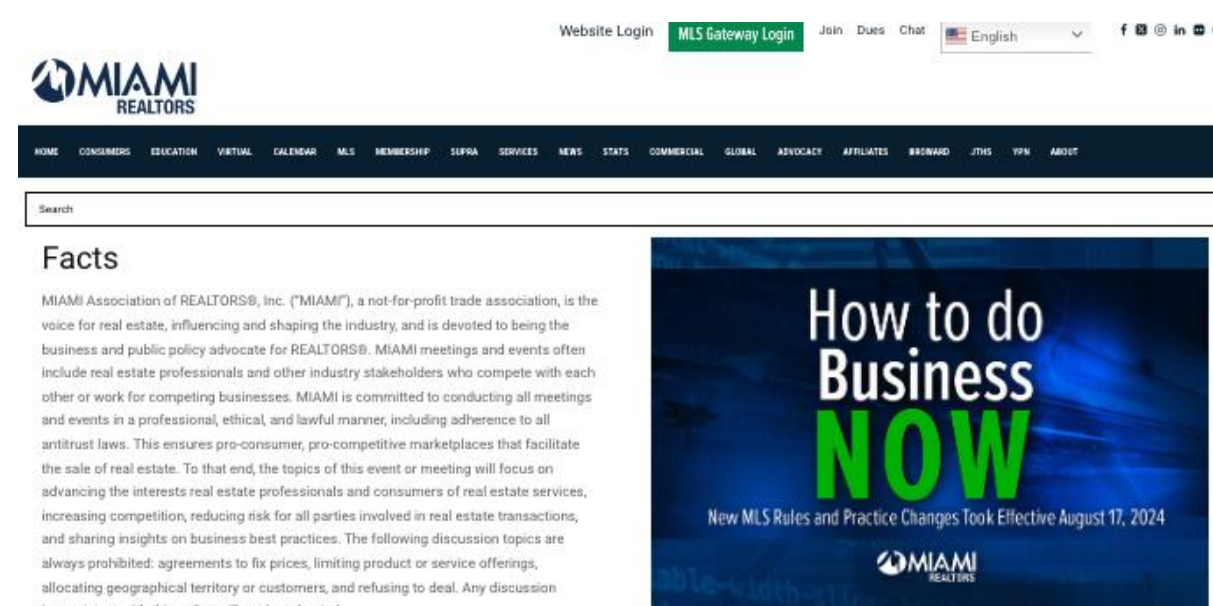 Website Login
MLS Gateway Login
Join Dues Chat
English
MIAMI
REALTORS
HOME CONSUMERS EDUCATION VIRTUAL CALENDAR MLS MEMBERSHIP SUPRA SERVICES NEWS STATS COMMERCIAL GLOBAL ADVOCACY AFFILIATES BROWARD JTHS YPN ABOUT
Search
Facts
MIAMI Association of REALTORS®, Inc. ("MIAMI"), a not-for-profit trade association, is the
voice for real estate, influencing and shaping the industry, and is devoted to being the
business and public policy advocate for REALTORS®. MIAMI meetings and events often
include real estate professionals and other industry stakeholders who compete with each
other or work for competing businesses. MIAMI is committed to conducting all meetings
and events in a professional, ethical, and lawful manner, including adherence to all
antitrust laws. This ensures pro-consumer, pro-competitive marketplaces that facilitate
the sale of real estate. To that end, the topics of this event or meeting will focus on
advancing the interests real estate professionals and consumers of real estate services,
increasing competition, reducing risk for all parties involved in real estate transactions,
and sharing insights on business best practices. The following discussion topics are
always prohibited: agreements to fix prices, limiting product or service offerings,
allocating geographical territory or customers, and refusing to deal. Any discussion
How to do
Business
NOW
New MLS Rules and Practice Changes Took Effective August 17, 2024
MIAMI
REALTORS